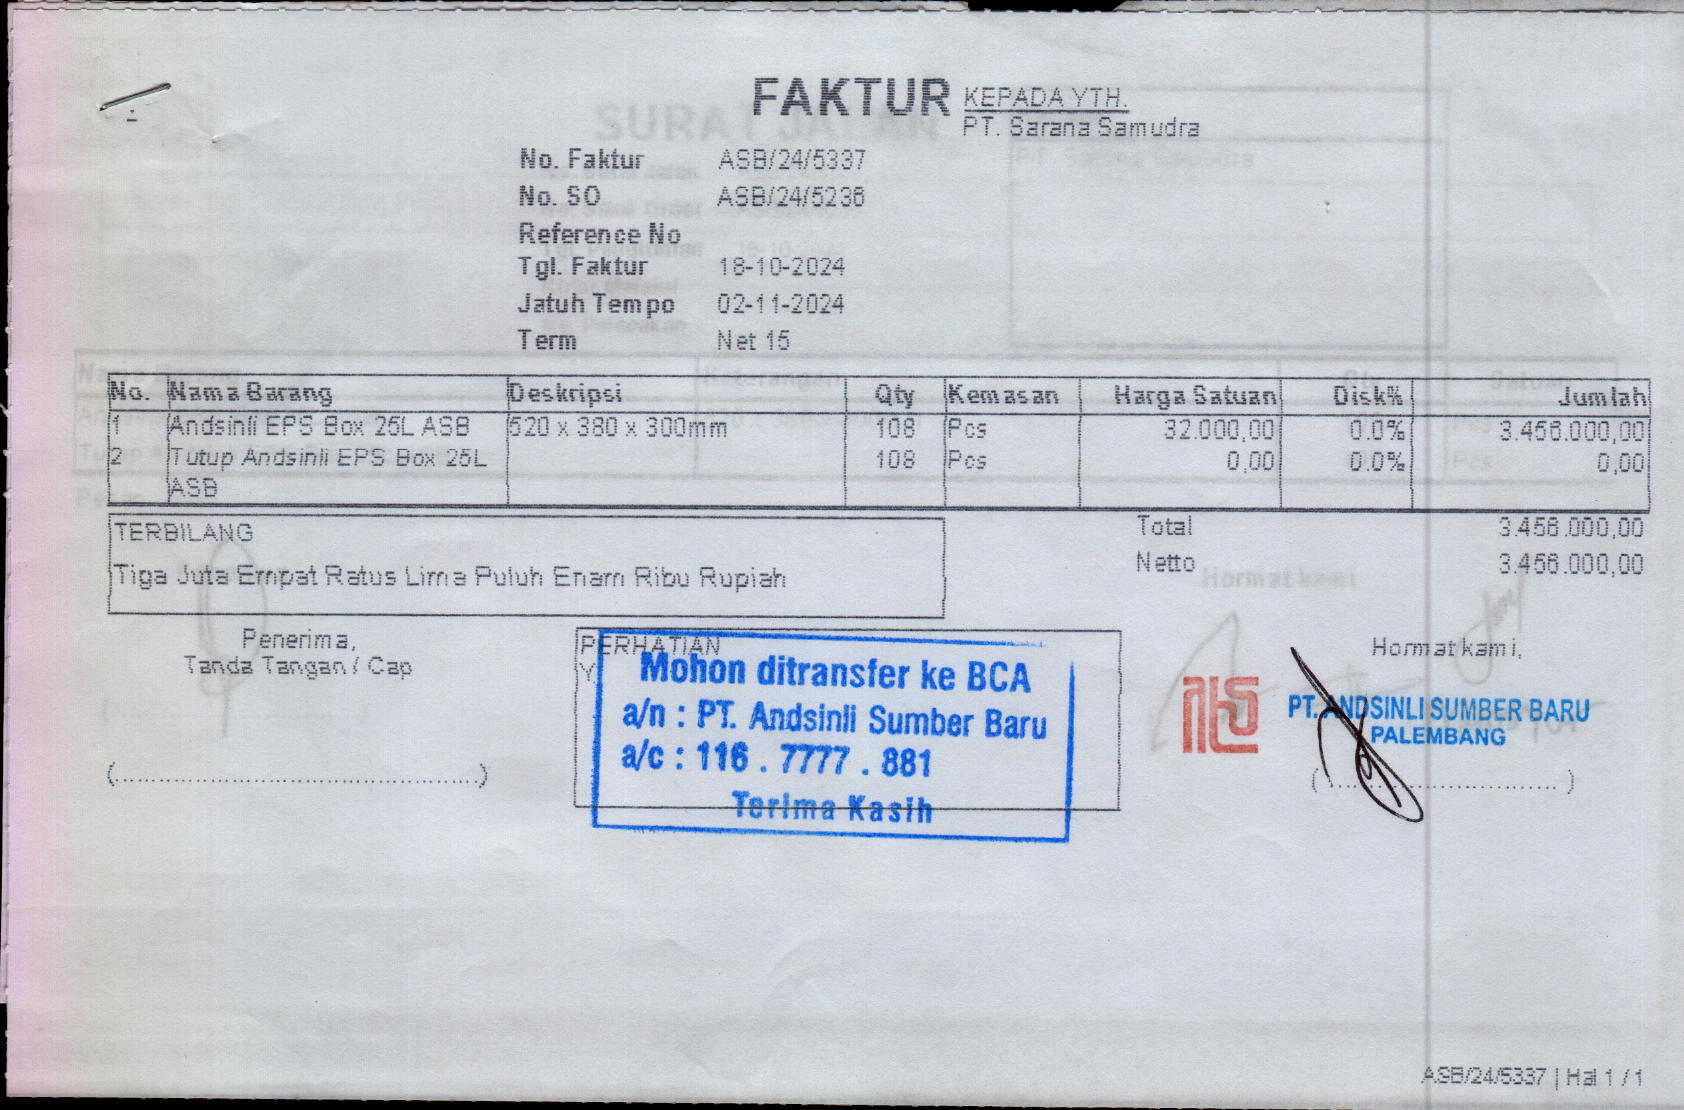 FAKTUR
KEPADA YTH.
PT. Sarana Samudra
No. Faktur ASB/24/5337
No. SO ASB/24/5236
Reference No
Tgl. Faktur 18-10-2024
Jatuh Tempo 02-11-2024
Term Net 15
No. Nama Barang Deskripsi Qty Kemasan Harga Satuan Disk% Jumlah
1 Andsinli EPS Box 25L ASB 520 x 380 x 300mm 108 Pcs 32.000,00 0.0% 3.456.000,00
2 Tutup Andsinli EPS Box 25L 108 Pcs 0,00 0.0% 0,00
ASB
TERBILANG
Tiga Juta Empat Ratus Lima Puluh Enam Ribu Rupiah
Total 3.456.000,00
Netto 3.456.000,00
Penerima,
Tanda Tangan / Cap
(..................................................)
PERHATIAN
Mohon ditransfer ke BCA
a/n : PT. Andsinli Sumber Baru
a/c : 116 . 7777 . 881
Terima Kasih
Hormat kami,
PT. ANDSINLI SUMBER BARU
PALEMBANG
(..................................)
ASB/24/5337 | Hal 1 / 1